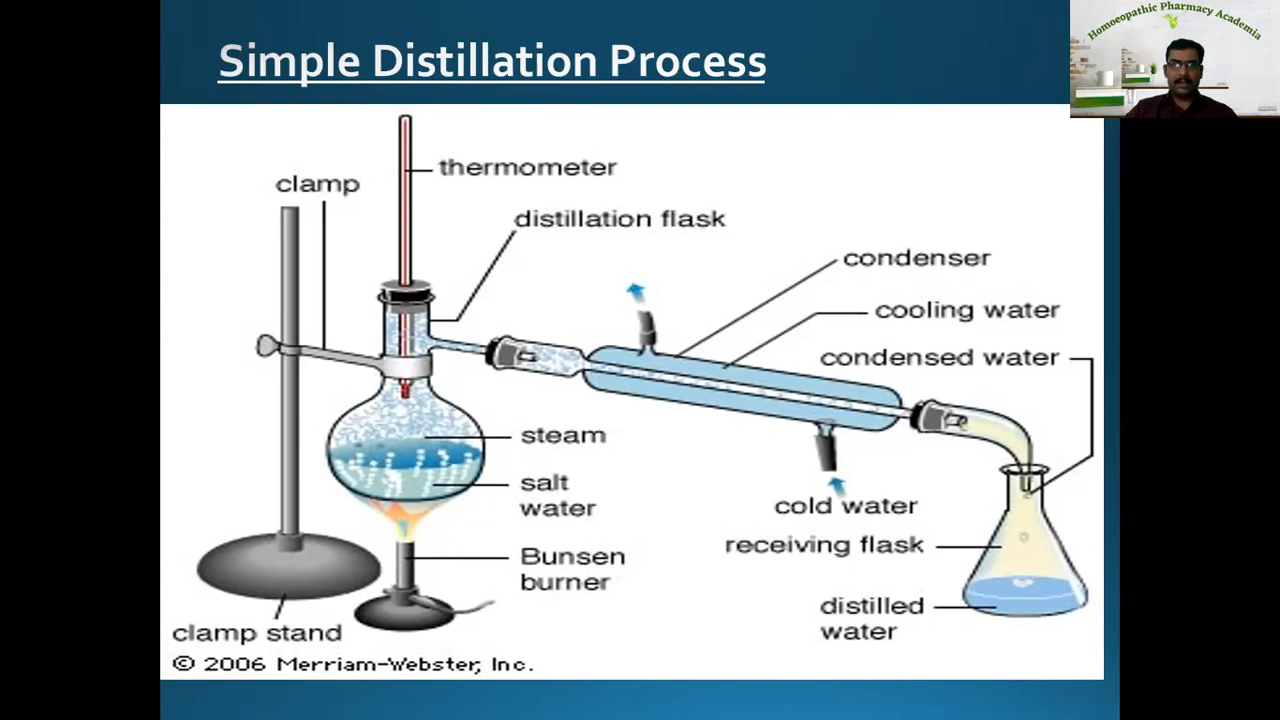 Simple Distillation Process
Homoeopathic Pharmacy Academia
thermometer
clamp
distillation flask
condenser
cooling water
condensed water
steam
salt
water
cold water
receiving flask
Bunsen
burner
distilled
water
clamp stand
© 2006 Merriam-Webster, Inc.